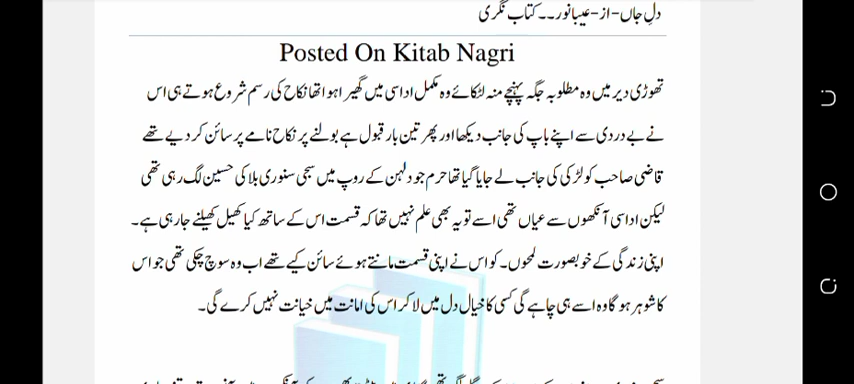 دلِ جاں-از-عیبانور۔۔کتاب نگری
Posted On Kitab Nagri
تھوڑی دیر میں وہ مطلوبہ جگہ پہنچے منہ لٹکائے وہ مکمل اداسی میں گھیرا ہوا تھا نکاح کی رسم شروع ہوتے ہی اس
نے بے دردی سے اپنے باپ کی جانب دیکھا اور پھر تین بار قبول ہے بولنے پر نکاح نامے پر سائن کر دیے تھے
قاضی صاحب کو لڑکی کی جانب لے جایا گیا تھا حرم جو دلہن کے روپ میں سجی سنوری بلا کی حسین لگ رہی تھی
لیکن اداسی آنکھوں سے عیاں تھی اسے تو یہ بھی علم نہیں تھا کہ قسمت اس کے ساتھ کیا کھیل کھیلنے جا رہی ہے۔
اپنی زندگی کے خوبصورت لمحوں۔ کو اس نے اپنی قسمت مانتے ہوئے سائن کیے تھے اب وہ سوچ چکی تھی جو اس
کا شوہر ہو گا وہ اسے ہی چاہے گی کسی کا خیال دل میں لا کر اس کی امانت میں خیانت نہیں کرے گی۔